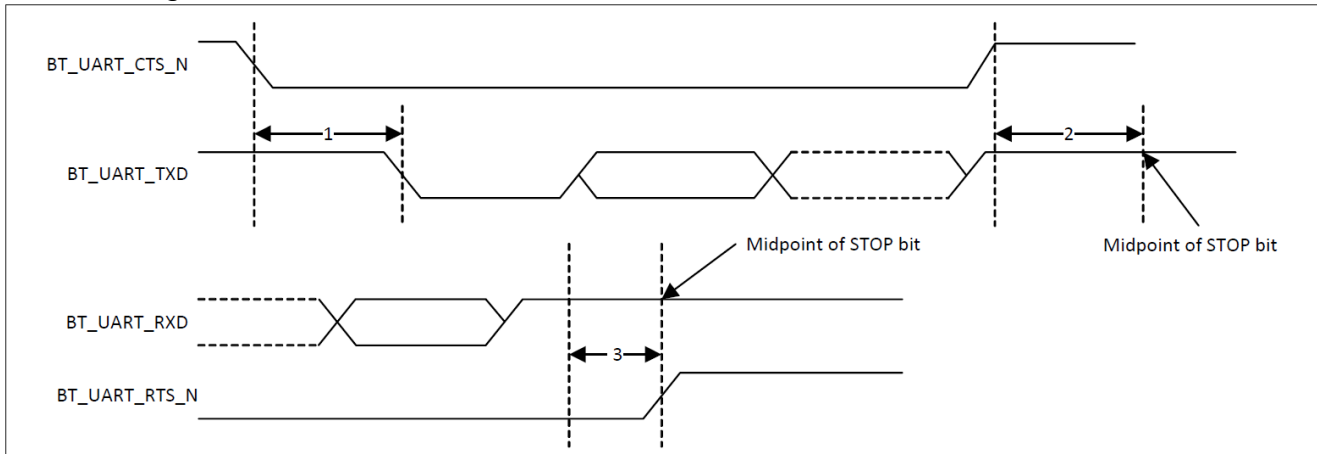 BT_UART_CTS_N
1
2
BT_UART_TXD
Midpoint of STOP bit
Midpoint of STOP bit
BT_UART_RXD
3
BT_UART_RTS_N